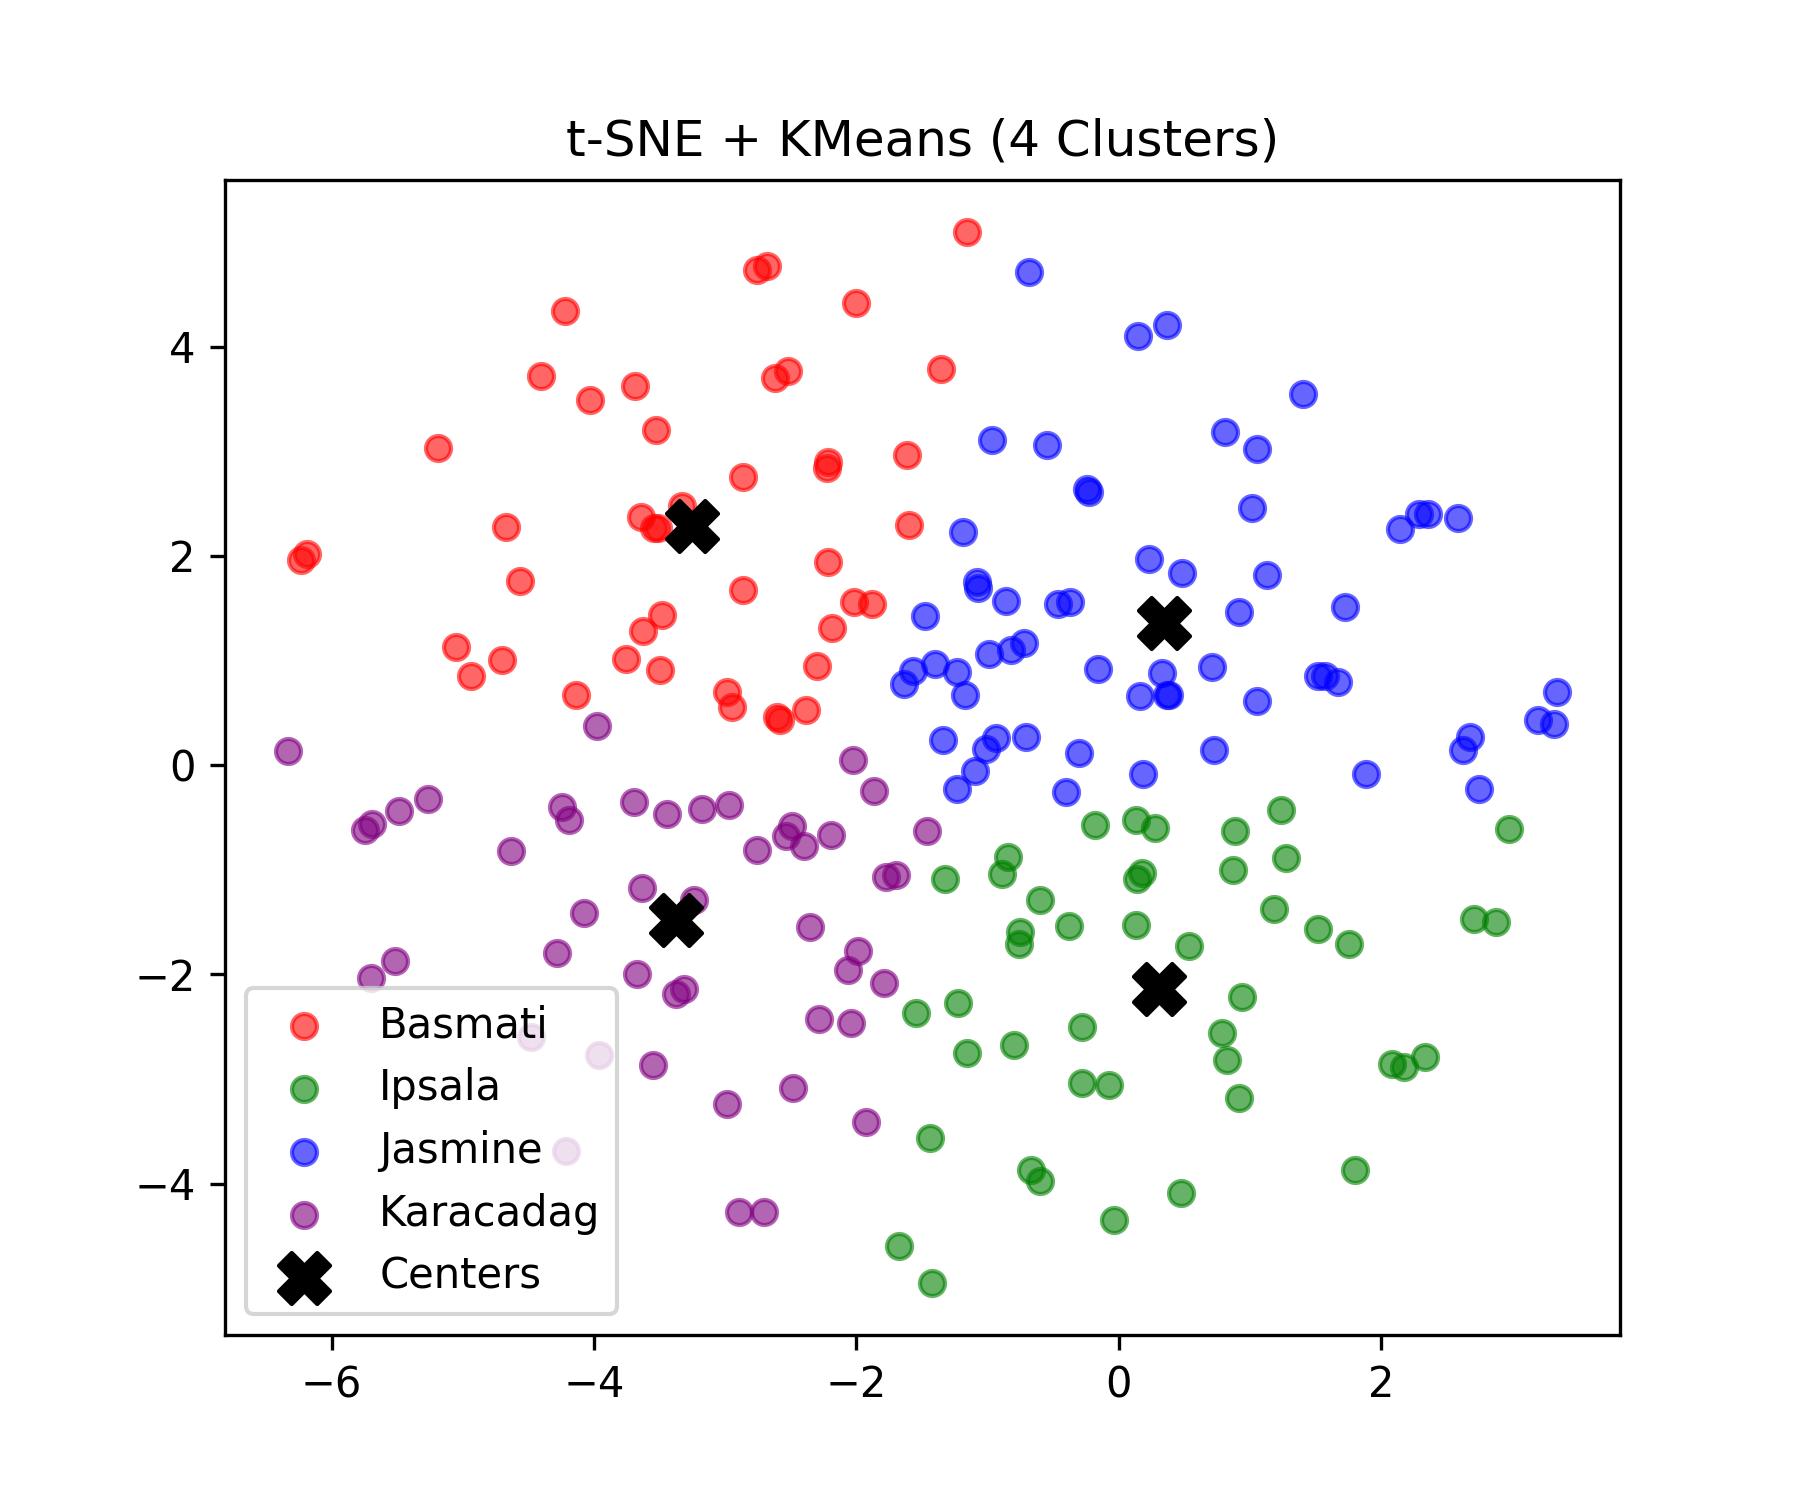 t-SNE + KMeans (4 Clusters)
4
2
0
−2
−4
Basmati
Ipsala
Jasmine
Karacadag
Centers
−6 −4 −2 0 2